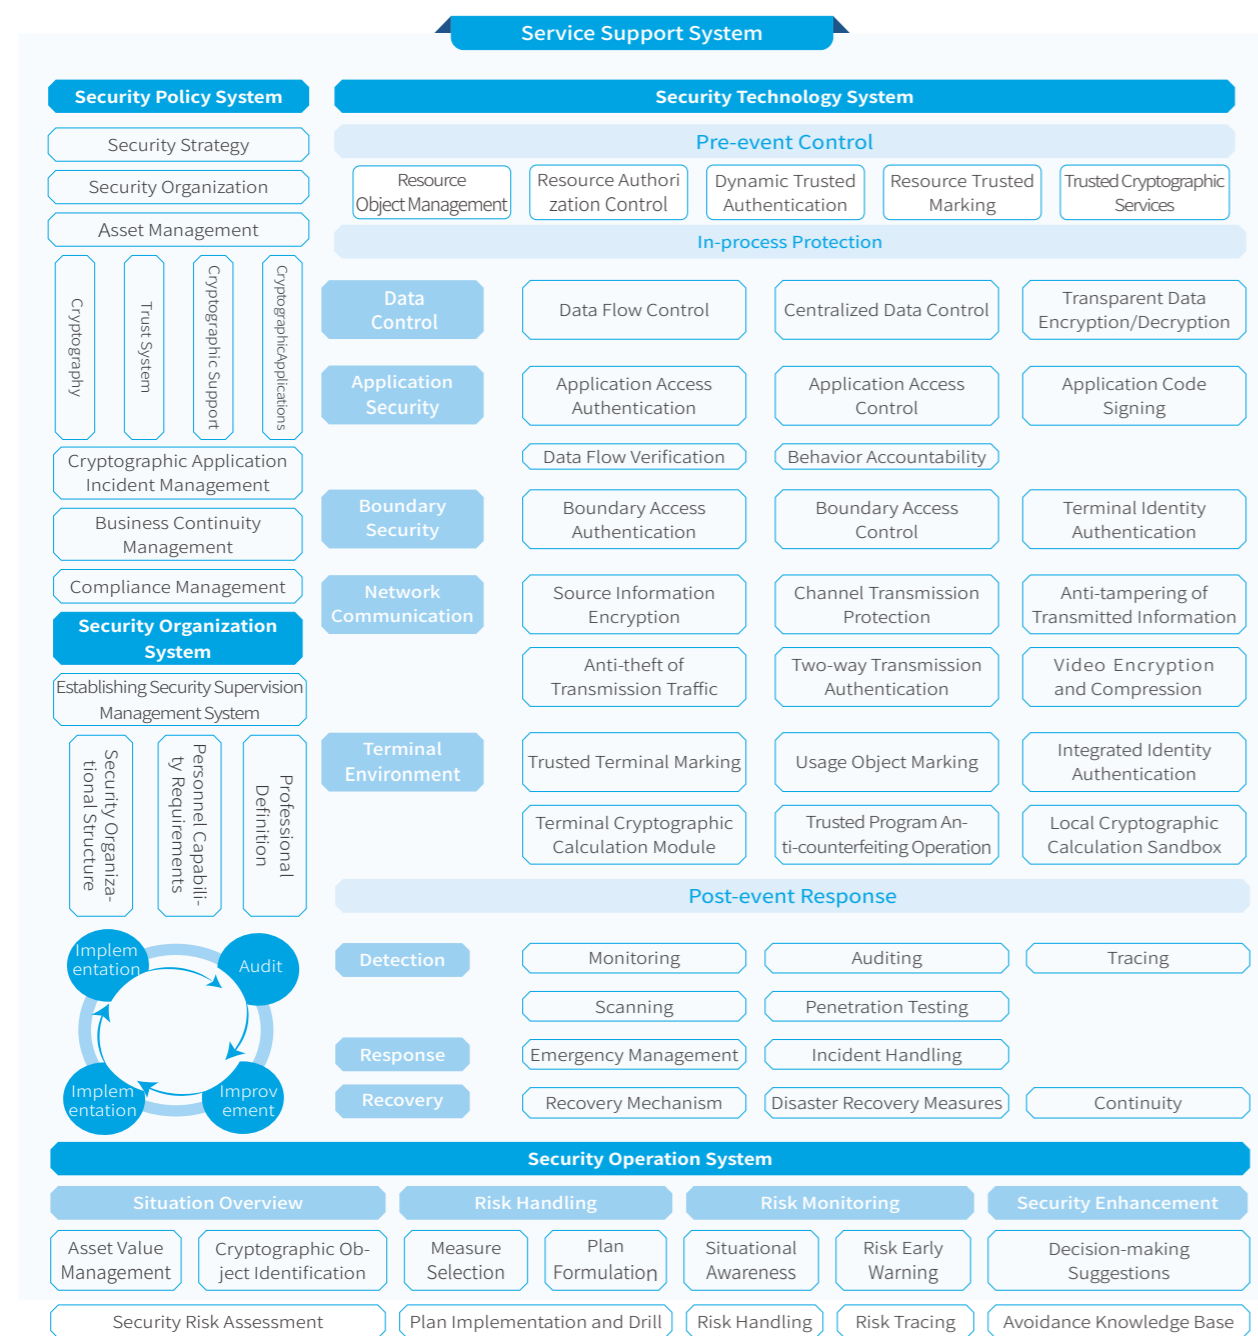 Service Support System
Security Policy System
Security Strategy
Security Organization
Asset Management
Cryptography
Trust System
Cryptographic Support
CryptographicApplications
Cryptographic Application
Incident Management
Business Continuity
Management
Compliance Management
Security Organization
System
Establishing Security Supervision
Management System
Security Organiza-
tional Structure
Personnel Capabili-
ty Requirements
Professional
Definition
Implem
entation
Audit
Implem
entation
Improv
ement
Security Technology System
Pre-event Control
Resource
Object Management
Resource Authori
zation Control
Dynamic Trusted
Authentication
Resource Trusted
Marking
Trusted Cryptographic
Services
In-process Protection
Data
Control
Data Flow Control
Centralized Data Control
Transparent Data
Encryption/Decryption
Application
Security
Application Access
Authentication
Application Access
Control
Application Code
Signing
Data Flow Verification
Behavior Accountability
Boundary
Security
Boundary Access
Authentication
Boundary Access
Control
Terminal Identity
Authentication
Network
Communication
Source Information
Encryption
Channel Transmission
Protection
Anti-tampering of
Transmitted Information
Anti-theft of
Transmission Traffic
Two-way Transmission
Authentication
Video Encryption
and Compression
Terminal
Environment
Trusted Terminal Marking
Usage Object Marking
Integrated Identity
Authentication
Terminal Cryptographic
Calculation Module
Trusted Program An-
ti-counterfeiting Operation
Local Cryptographic
Calculation Sandbox
Post-event Response
Detection
Monitoring
Auditing
Tracing
Scanning
Penetration Testing
Response
Emergency Management
Incident Handling
Recovery
Recovery Mechanism
Disaster Recovery Measures
Continuity
Security Operation System
Situation Overview
Risk Handling
Risk Monitoring
Security Enhancement
Asset Value
Management
Cryptographic Ob-
ject Identification
Measure
Selection
Plan
Formulation
Situational
Awareness
Risk Early
Warning
Decision-making
Suggestions
Security Risk Assessment
Plan Implementation and Drill
Risk Handling
Risk Tracing
Avoidance Knowledge Base